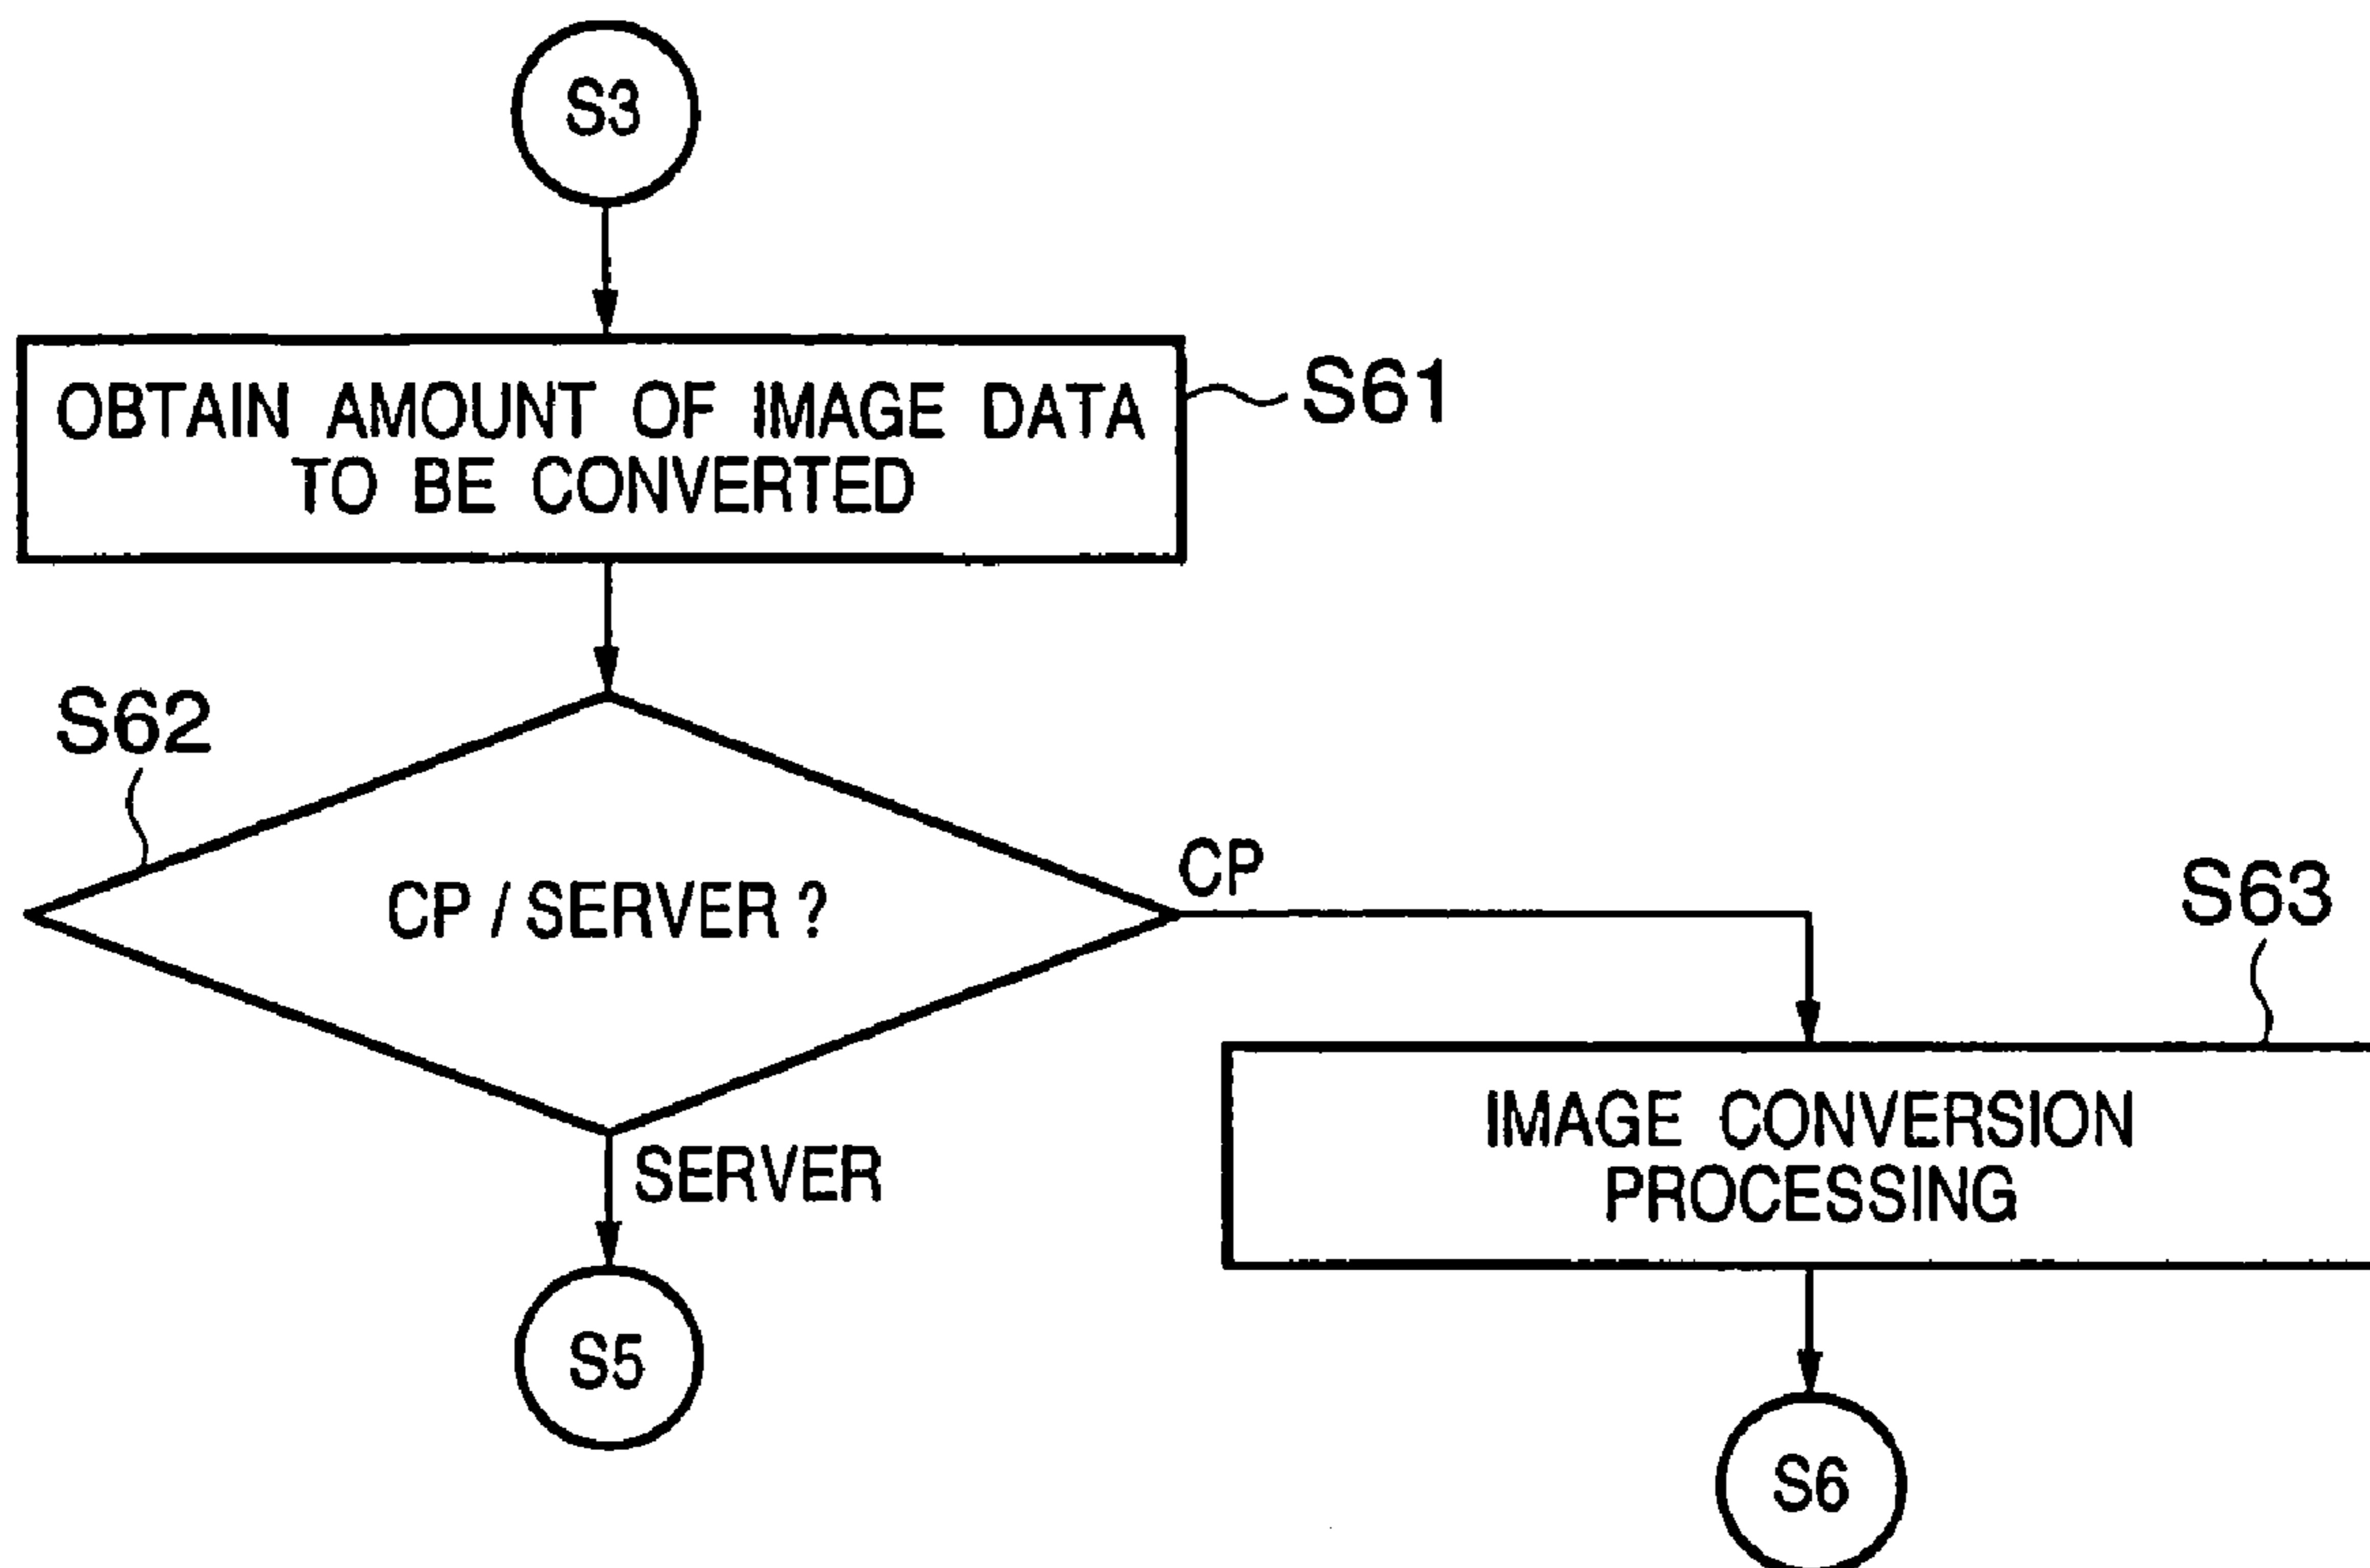 S3
OBTAIN AMOUNT OF IMAGE DATA
TO BE CONVERTED
S61
S62
CP / SERVER ?
CP
S63
IMAGE CONVERSION
PROCESSING
SERVER
S5
S6